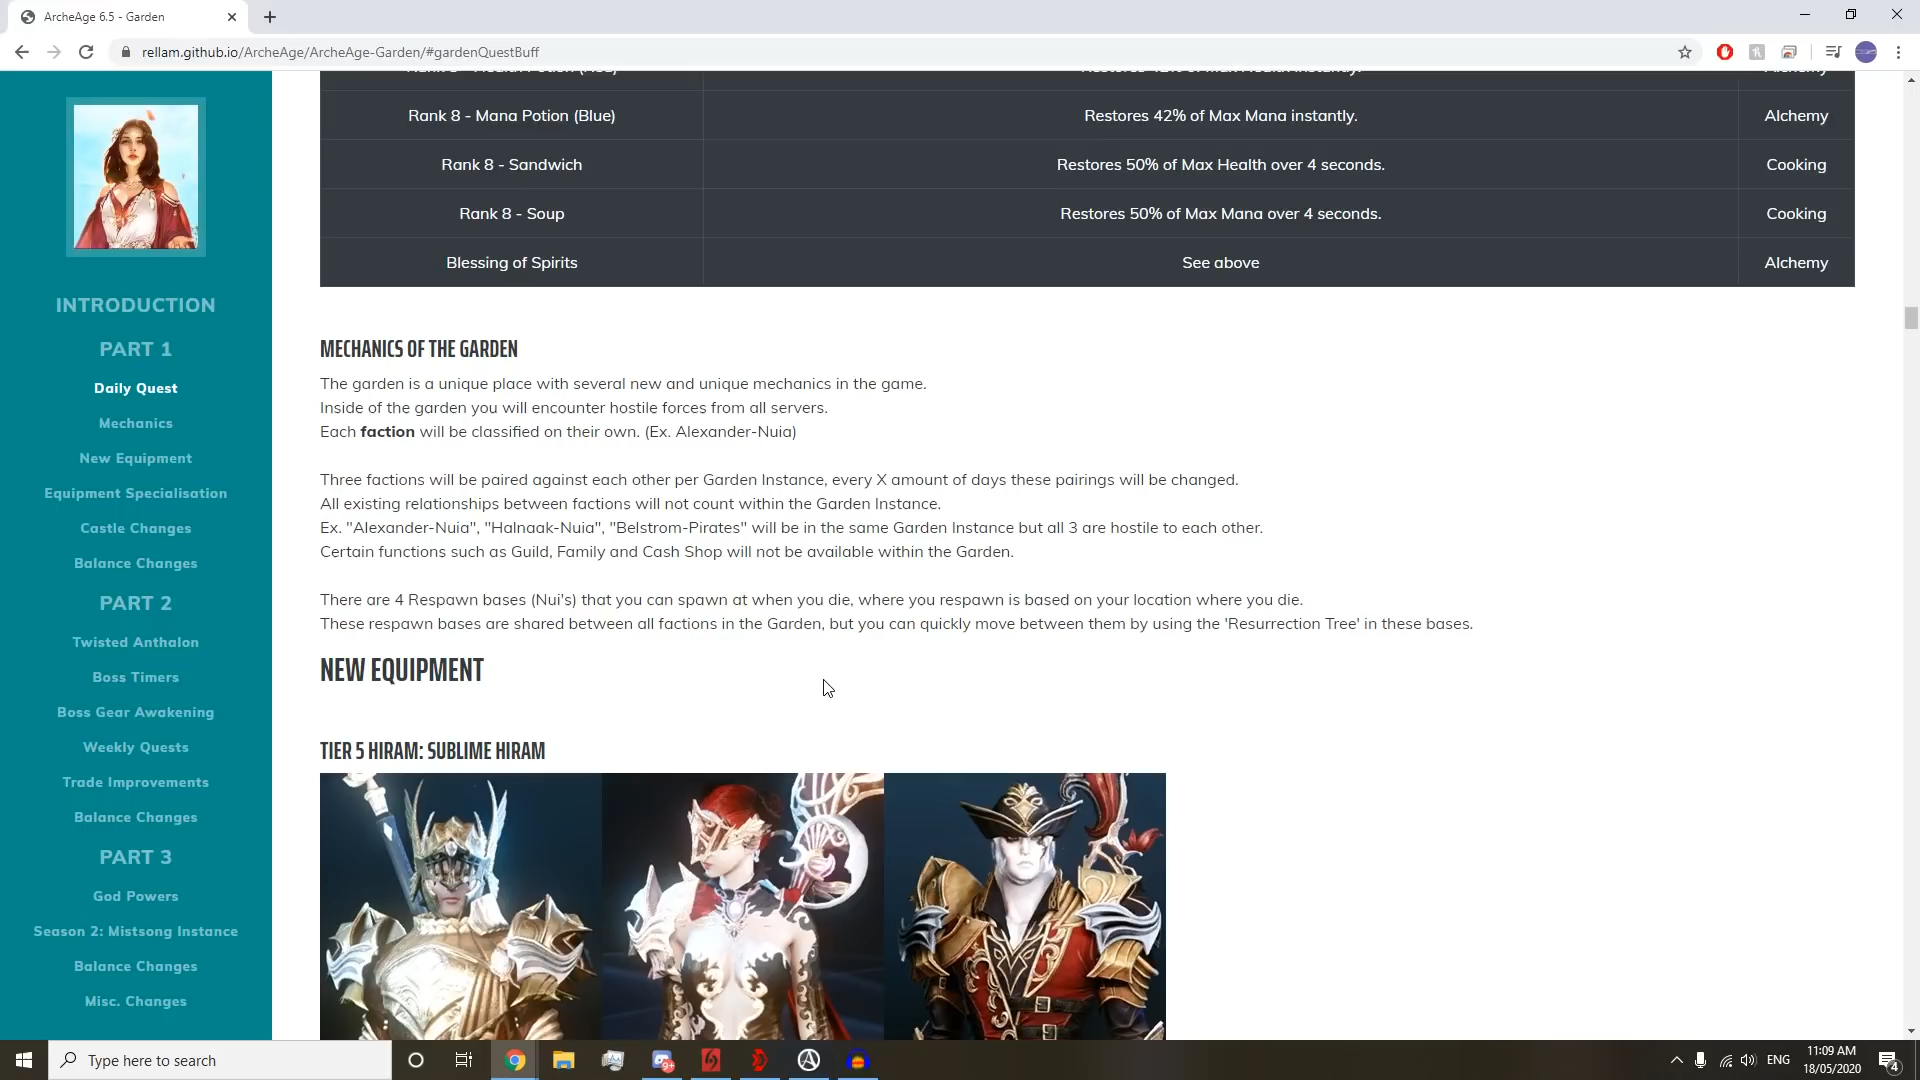 ArcheAge 6.5 - Garden
rellam.github.io/ArcheAge/ArcheAge-Garden/#gardenQuestBuff
INTRODUCTION
PART 1
Daily Quest
Mechanics
New Equipment
Equipment Specialisation
Castle Changes
Balance Changes
PART 2
Twisted Anthalon
Boss Timers
Boss Gear Awakening
Weekly Quests
Trade Improvements
Balance Changes
PART 3
God Powers
Season 2: Mistsong Instance
Balance Changes
Misc. Changes
Rank 8 - Mana Potion (Blue) Restores 42% of Max Mana instantly. Alchemy
Rank 8 - Sandwich Restores 50% of Max Health over 4 seconds. Cooking
Rank 8 - Soup Restores 50% of Max Mana over 4 seconds. Cooking
Blessing of Spirits See above Alchemy
MECHANICS OF THE GARDEN
The garden is a unique place with several new and unique mechanics in the game.
Inside of the garden you will encounter hostile forces from all servers.
Each faction will be classified on their own. (Ex. Alexander-Nuia)
Three factions will be paired against each other per Garden Instance, every X amount of days these pairings will be changed.
All existing relationships between factions will not count within the Garden Instance.
Ex. "Alexander-Nuia", "Halnaak-Nuia", "Belstrom-Pirates" will be in the same Garden Instance but all 3 are hostile to each other.
Certain functions such as Guild, Family and Cash Shop will not be available within the Garden.
There are 4 Respawn bases (Nui's) that you can spawn at when you die, where you respawn is based on your location where you die.
These respawn bases are shared between all factions in the Garden, but you can quickly move between them by using the 'Resurrection Tree' in these bases.
NEW EQUIPMENT
TIER 5 HIRAM: SUBLIME HIRAM
Type here to search
9+
ENG
11:09 AM
18/05/2020
4